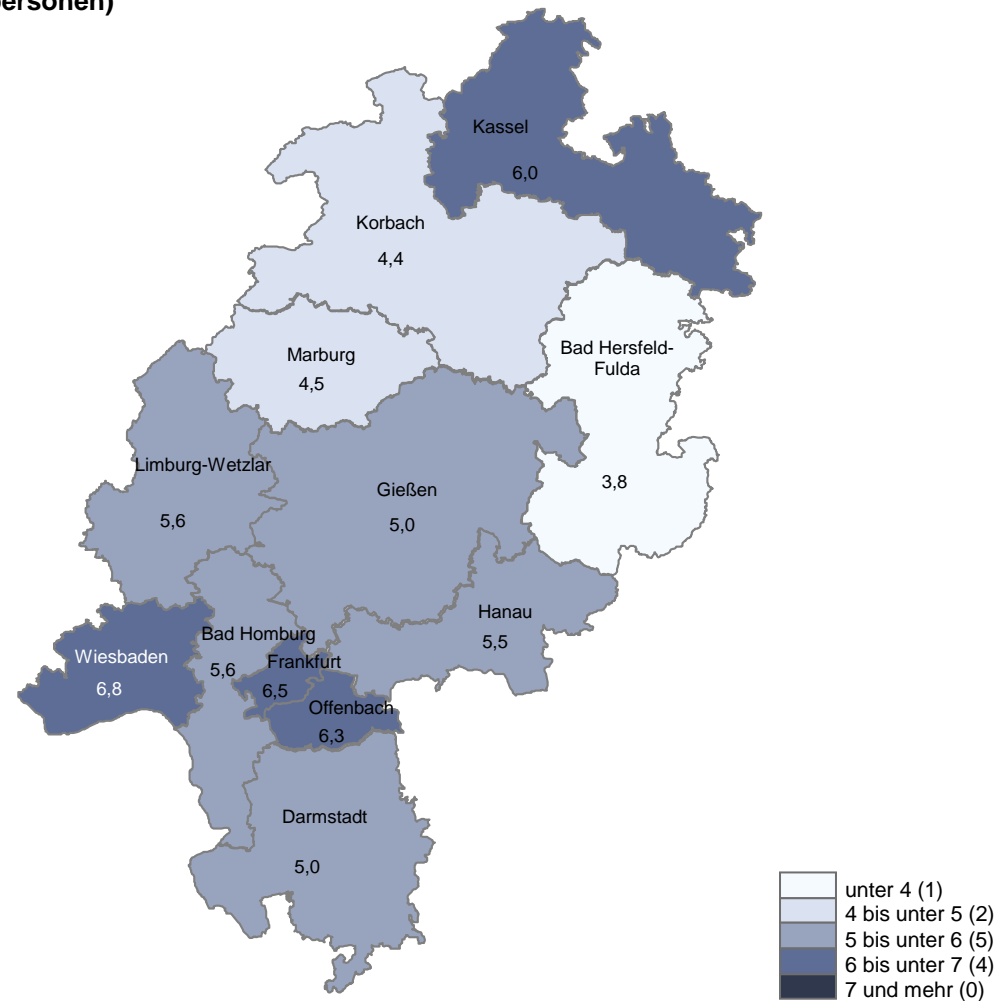 personen)
Kassel
6,0
Korbach
4,4
Marburg
4,5
Bad Hersfeld-
Fulda
3,8
Limburg-Wetzlar
5,6
Gießen
5,0
Hanau
5,5
Bad Homburg
5,6
Wiesbaden
6,8
Frankfurt
6,5
Offenbach
6,3
Darmstadt
5,0
unter 4 (1)
4 bis unter 5 (2)
5 bis unter 6 (5)
6 bis unter 7 (4)
7 und mehr (0)